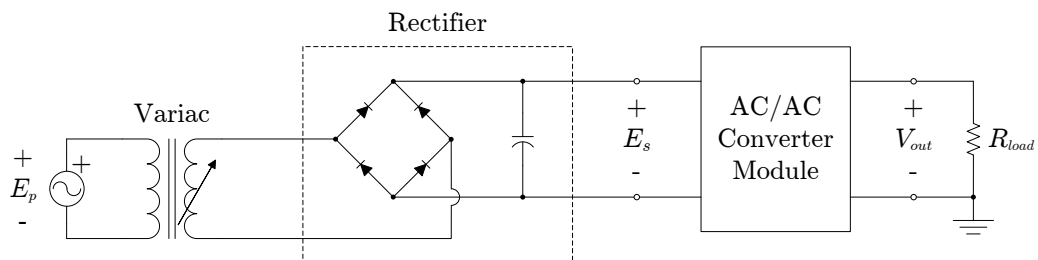 Rectifier
Variac
+
E_p
-
+
+
E_s
-
AC/AC
Converter
Module
+
V_out
-
R_load